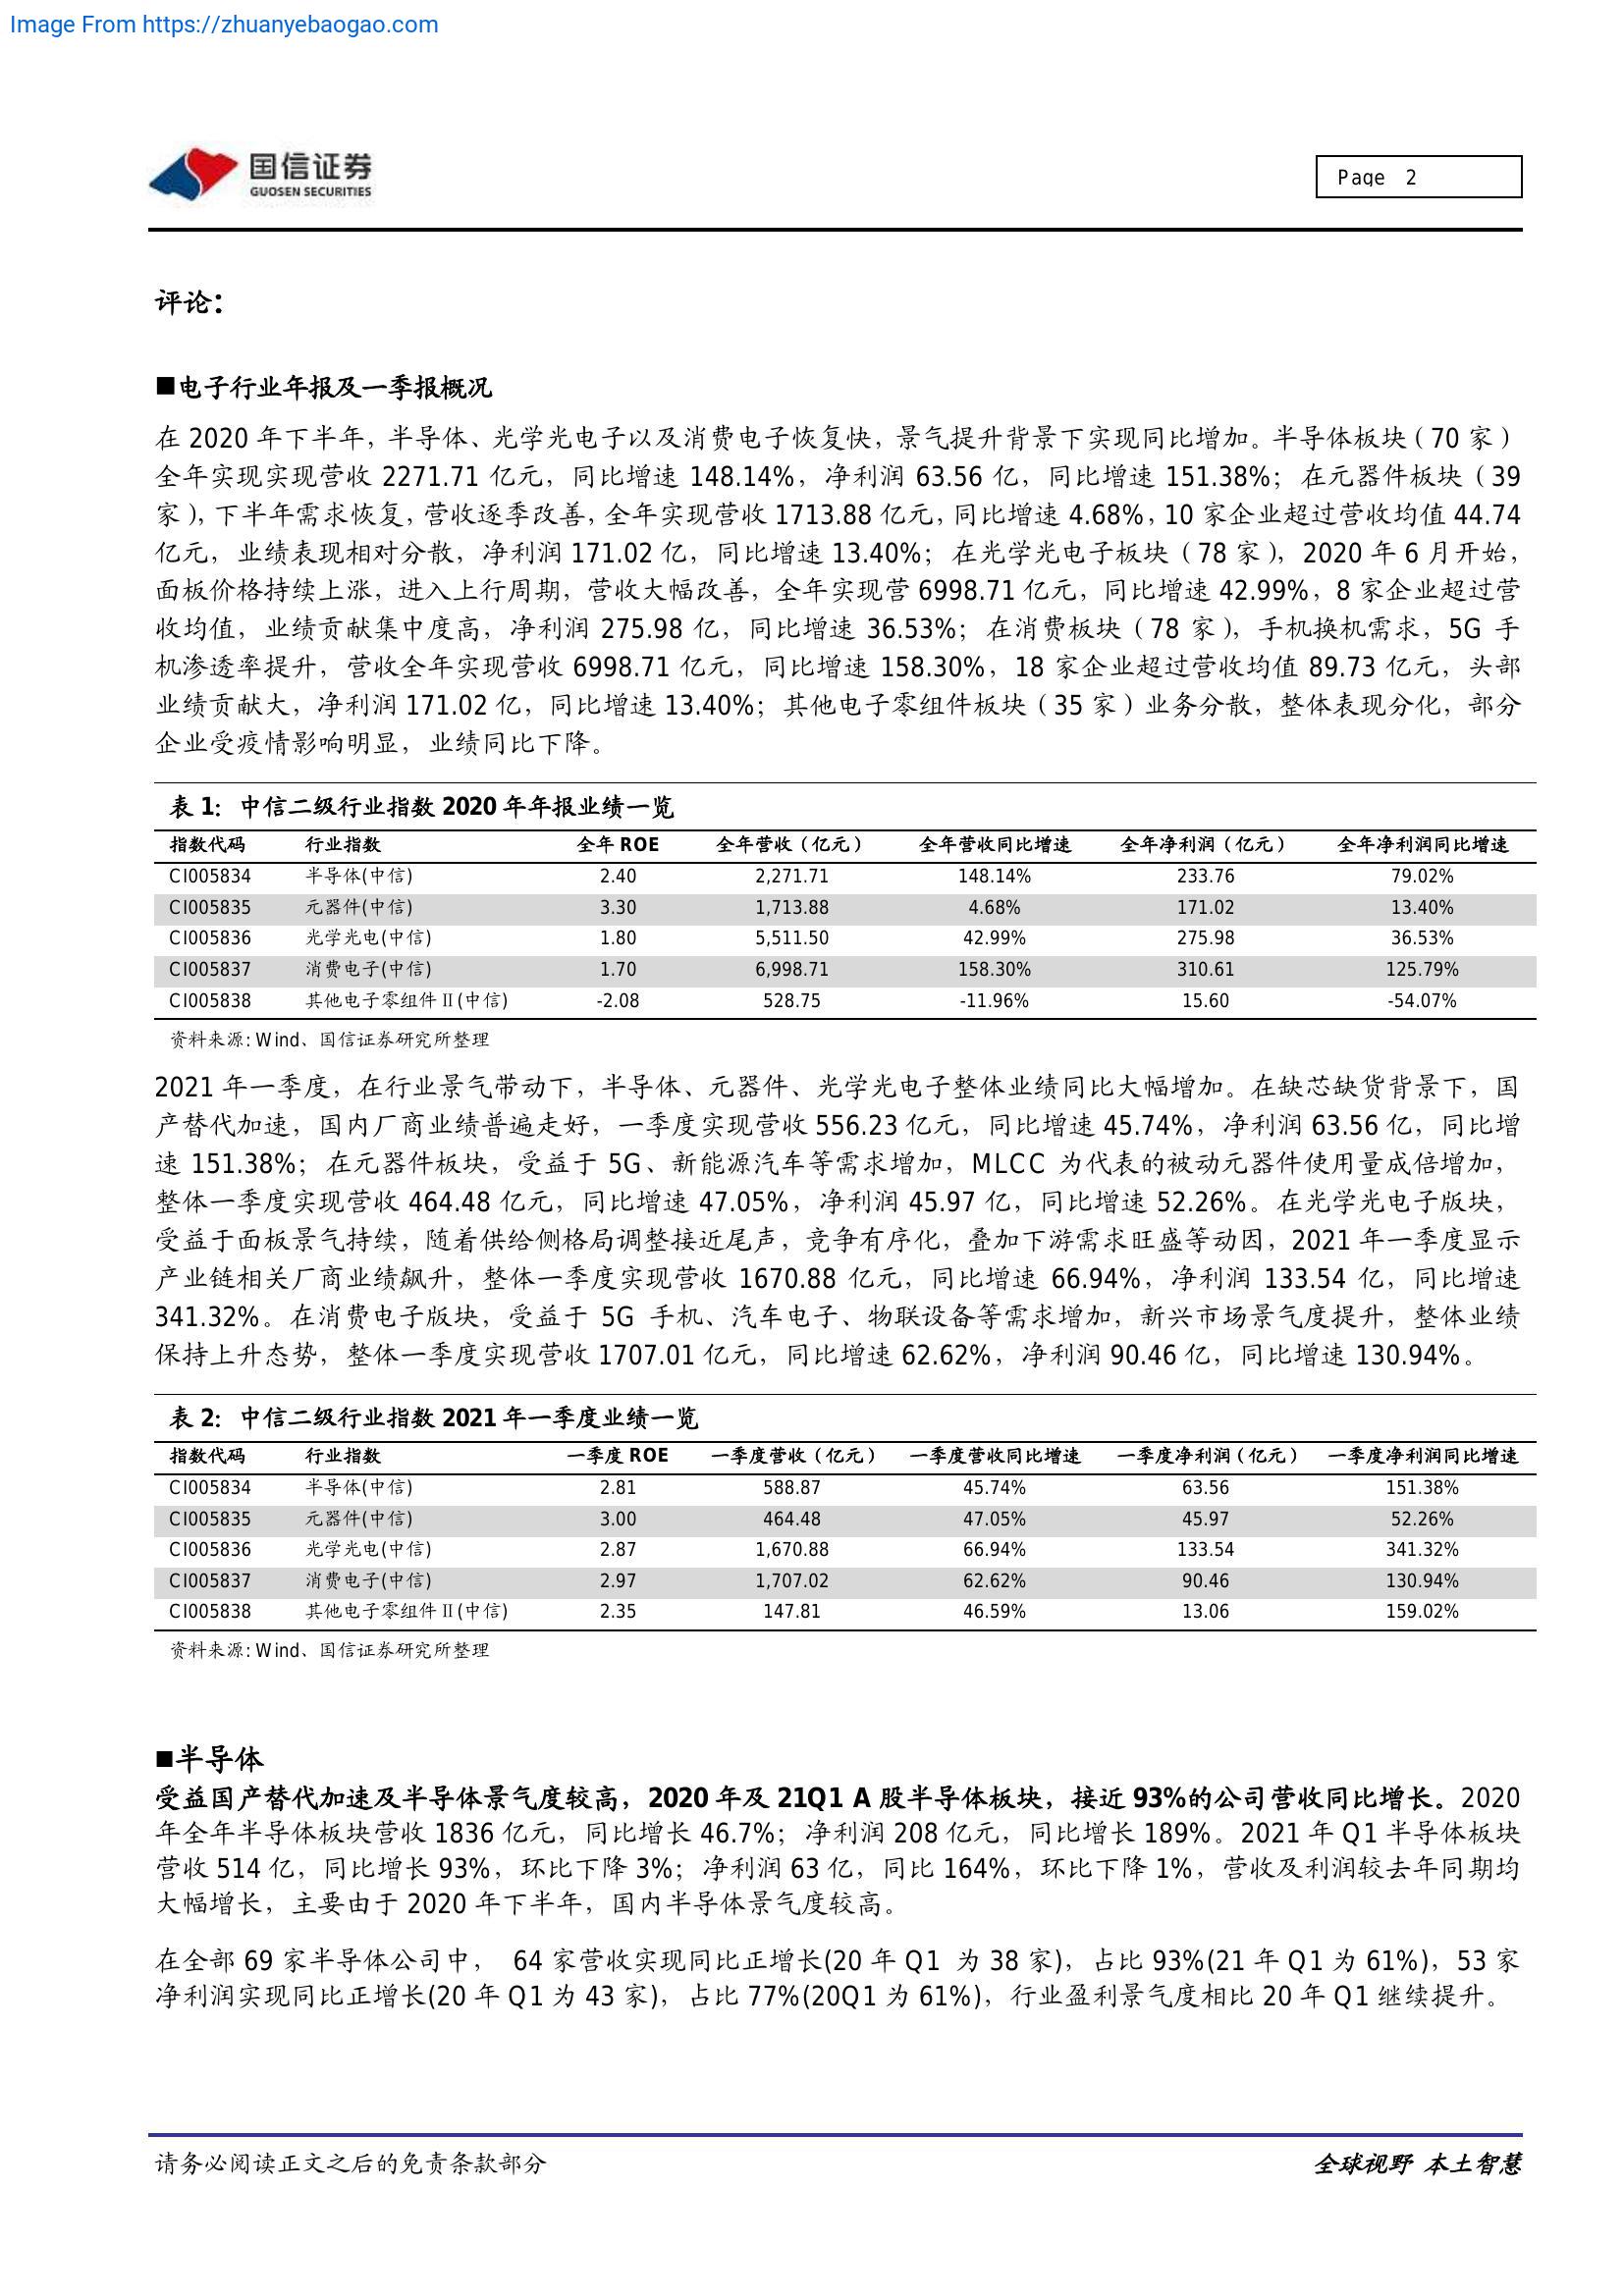 Image From https://zhuanyebaogao.com
国信证券
GUOSEN SECURITIES
Page 2
评论：
■电子行业年报及一季报概况
在 2020 年下半年，半导体、光学光电子以及消费电子恢复快，景气提升背景下实现同比增加。半导体板块（70 家）
全年实现实现营收 2271.71 亿元，同比增速 148.14%，净利润 63.56 亿，同比增速 151.38%；在元器件板块（39
家），下半年需求恢复，营收逐季改善，全年实现营收 1713.88 亿元，同比增速 4.68%，10 家企业超过营收均值 44.74
亿元，业绩表现相对分散，净利润 171.02 亿，同比增速 13.40%；在光学光电子板块（78 家），2020 年 6 月开始，
面板价格持续上涨，进入上行周期，营收大幅改善，全年实现营 6998.71 亿元，同比增速 42.99%，8 家企业超过营
收均值，业绩贡献集中度高，净利润 275.98 亿，同比增速 36.53%；在消费板块（78 家），手机换机需求，5G 手
机渗透率提升，营收全年实现营收 6998.71 亿元，同比增速 158.30%，18 家企业超过营收均值 89.73 亿元，头部
业绩贡献大，净利润 171.02 亿，同比增速 13.40%；其他电子零组件板块（35 家）业务分散，整体表现分化，部分
企业受疫情影响明显，业绩同比下降。
表 1：中信二级行业指数 2020 年年报业绩一览
指数代码 行业指数 全年 ROE 全年营收（亿元） 全年营收同比增速 全年净利润（亿元） 全年净利润同比增速
CI005834 半导体(中信) 2.40 2,271.71 148.14% 233.76 79.02%
CI005835 元器件(中信) 3.30 1,713.88 4.68% 171.02 13.40%
CI005836 光学光电(中信) 1.80 5,511.50 42.99% 275.98 36.53%
CI005837 消费电子(中信) 1.70 6,998.71 158.30% 310.61 125.79%
CI005838 其他电子零组件Ⅱ(中信) -2.08 528.75 -11.96% 15.60 -54.07%
资料来源: Wind、国信证券研究所整理
2021 年一季度，在行业景气带动下，半导体、元器件、光学光电子整体业绩同比大幅增加。在缺芯缺货背景下，国
产替代加速，国内厂商业绩普遍走好，一季度实现营收 556.23 亿元，同比增速 45.74%，净利润 63.56 亿，同比增
速 151.38%；在元器件板块，受益于 5G、新能源汽车等需求增加，MLCC 为代表的被动元器件使用量成倍增加，
整体一季度实现营收 464.48 亿元，同比增速 47.05%，净利润 45.97 亿，同比增速 52.26%。在光学光电子版块，
受益于面板景气持续，随着供给侧格局调整接近尾声，竞争有序化，叠加下游需求旺盛等动因，2021 年一季度显示
产业链相关厂商业绩飙升，整体一季度实现营收 1670.88 亿元，同比增速 66.94%，净利润 133.54 亿，同比增速
341.32%。在消费电子版块，受益于 5G 手机、汽车电子、物联设备等需求增加，新兴市场景气度提升，整体业绩
保持上升态势，整体一季度实现营收 1707.01 亿元，同比增速 62.62%，净利润 90.46 亿，同比增速 130.94%。
表 2：中信二级行业指数 2021 年一季度业绩一览
指数代码 行业指数 一季度 ROE 一季度营收（亿元） 一季度营收同比增速 一季度净利润（亿元） 一季度净利润同比增速
CI005834 半导体(中信) 2.81 588.87 45.74% 63.56 151.38%
CI005835 元器件(中信) 3.00 464.48 47.05% 45.97 52.26%
CI005836 光学光电(中信) 2.87 1,670.88 66.94% 133.54 341.32%
CI005837 消费电子(中信) 2.97 1,707.02 62.62% 90.46 130.94%
CI005838 其他电子零组件Ⅱ(中信) 2.35 147.81 46.59% 13.06 159.02%
资料来源: Wind、国信证券研究所整理
■半导体
受益国产替代加速及半导体景气度较高，2020 年及 21Q1 A 股半导体板块，接近 93%的公司营收同比增长。2020
年全年半导体板块营收 1836 亿元，同比增长 46.7%；净利润 208 亿元，同比增长 189%。2021 年 Q1 半导体板块
营收 514 亿，同比增长 93%，环比下降 3%；净利润 63 亿，同比 164%，环比下降 1%，营收及利润较去年同期均
大幅增长，主要由于 2020 年下半年，国内半导体景气度较高。
在全部 69 家半导体公司中， 64 家营收实现同比正增长(20 年 Q1 为 38 家)，占比 93%(21 年 Q1 为 61%)，53 家
净利润实现同比正增长(20 年 Q1 为 43 家)，占比 77%(20Q1 为 61%)，行业盈利景气度相比 20 年 Q1 继续提升。
请务必阅读正文之后的免责条款部分
全球视野 本土智慧